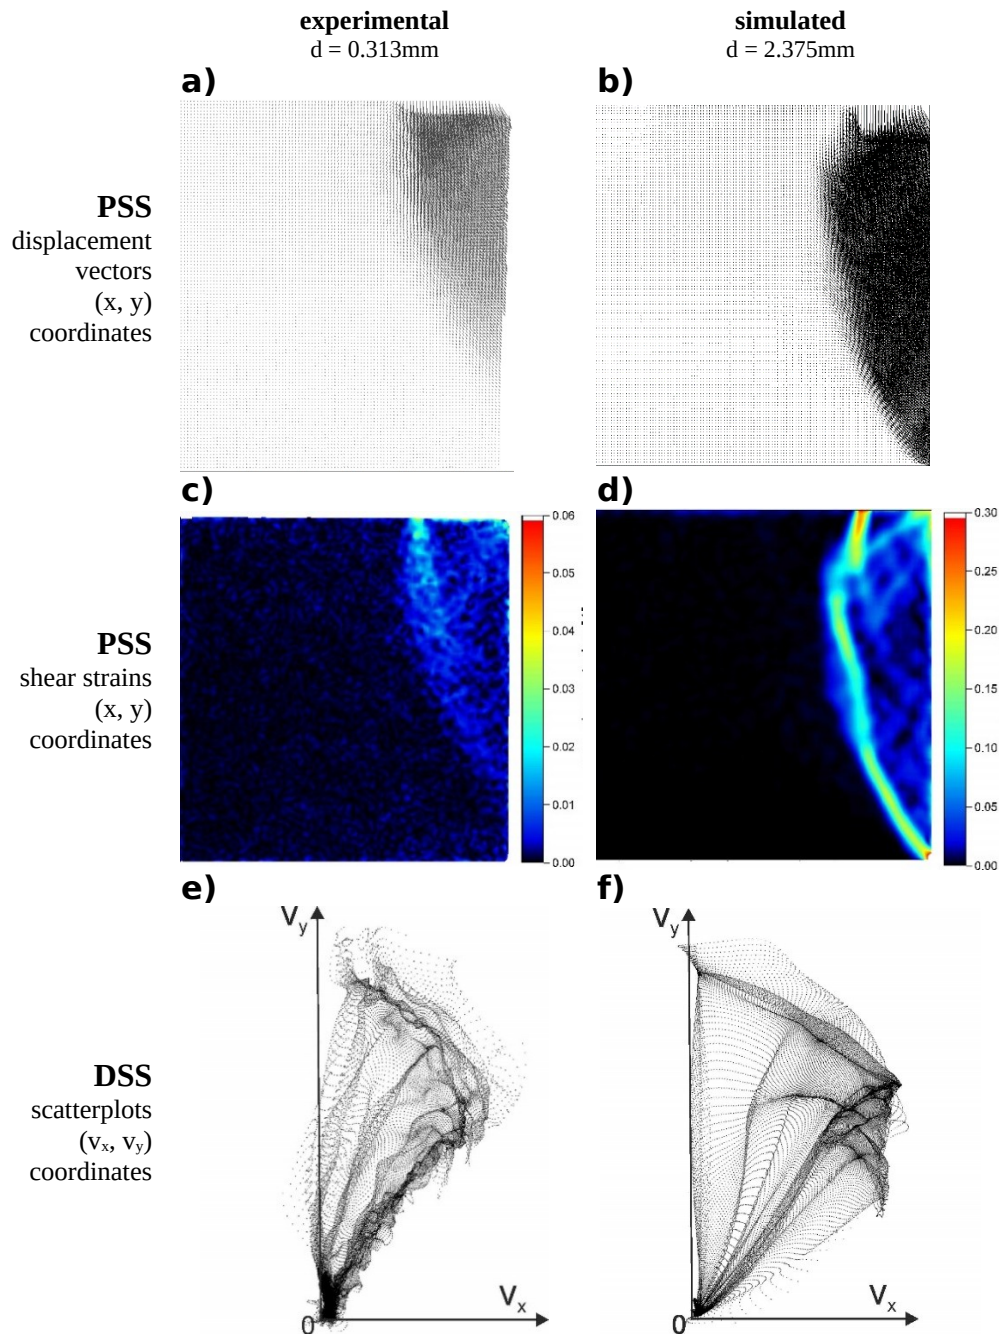 experimental
d = 0.313mm
simulated
d = 2.375mm
a)
b)
PSS
displacement
vectors
(x, y)
coordinates
c)
d)
0.06
0.05
0.04
0.03
0.02
0.01
0.00
0.30
0.25
0.20
0.15
0.10
0.05
0.00
PSS
shear strains
(x, y)
coordinates
e)
f)
Vy
Vx
0
Vy
Vx
0
DSS
scatterplots
(vx, vy)
coordinates